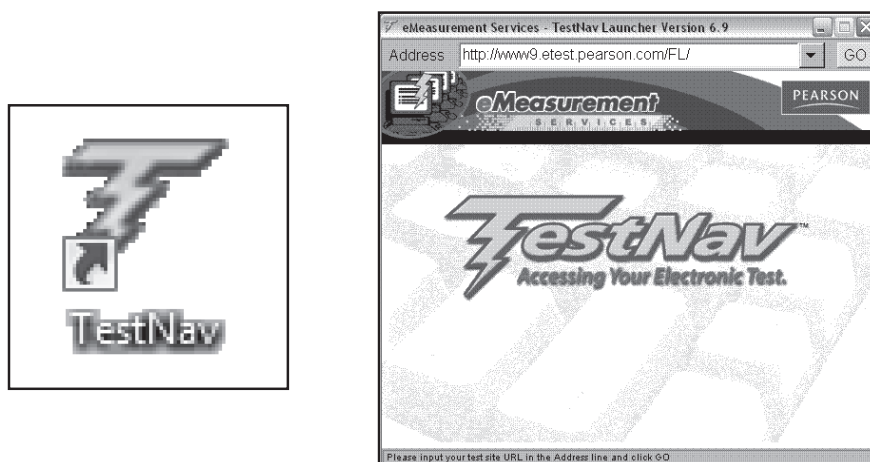 TestNav
eMeasurement Services - TestNav Launcher Version 6.9
Address http://www9.etest.pearson.com/FL/ GO
eMeasurement
SERVICES
PEARSON
TestNav™
Accessing Your Electronic Test.
Please input your test site URL in the Address line and click GO